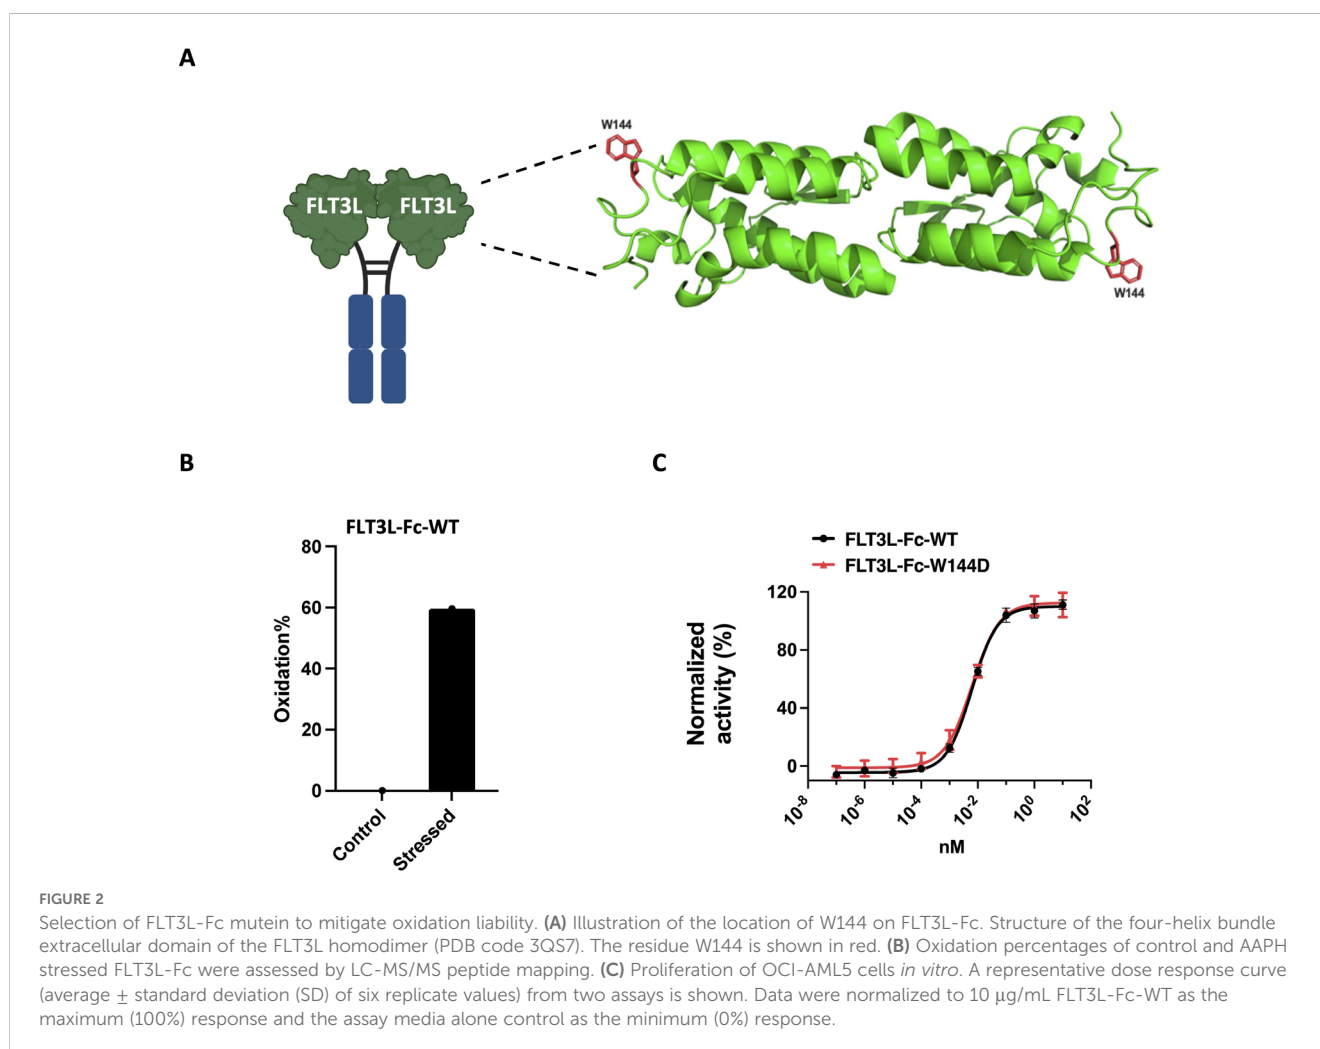 A
W144
FLT3L FLT3L
W144
B
C
FLT3L-Fc-WT
80
60
40
20
0
Oxidation%
Control
Stressed
FLT3L-Fc-WT
FLT3L-Fc-W144D
120
80
40
0
Normalized
activity (%)
10⁻⁸ 10⁻⁶ 10⁻⁴ 10⁻² 10⁰ 10²
nM
FIGURE 2
Selection of FLT3L-Fc mutein to mitigate oxidation liability. (A) Illustration of the location of W144 on FLT3L-Fc. Structure of the four-helix bundle
extracellular domain of the FLT3L homodimer (PDB code 3QS7). The residue W144 is shown in red. (B) Oxidation percentages of control and AAPH
stressed FLT3L-Fc were assessed by LC-MS/MS peptide mapping. (C) Proliferation of OCI-AML5 cells in vitro. A representative dose response curve
(average ± standard deviation (SD) of six replicate values) from two assays is shown. Data were normalized to 10 μg/mL FLT3L-Fc-WT as the
maximum (100%) response and the assay media alone control as the minimum (0%) response.